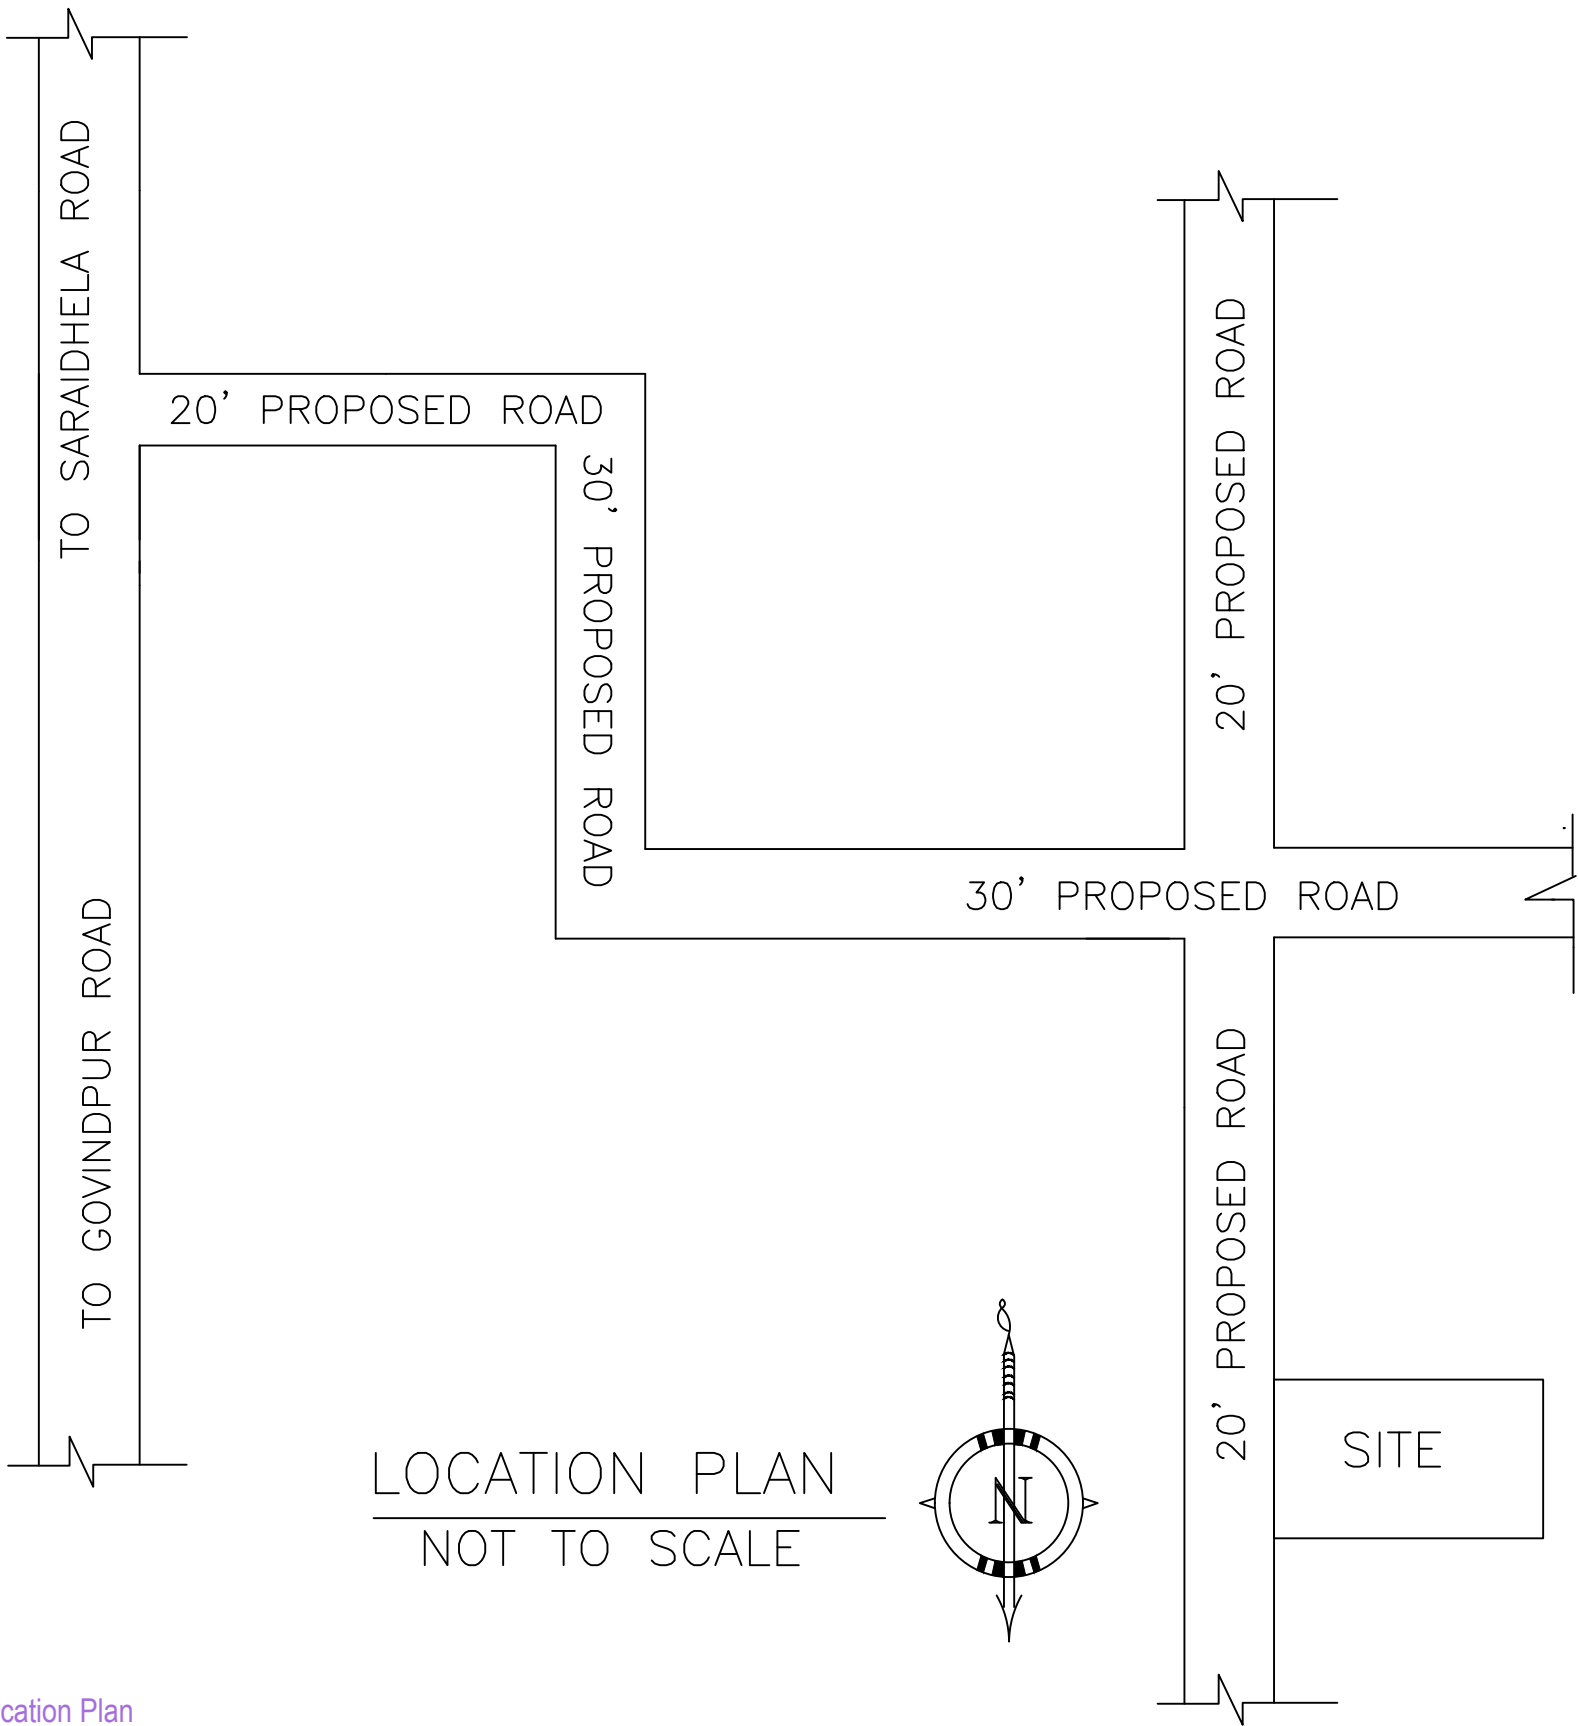 TO SARAIDHELA ROAD
20' PROPOSED ROAD
30' PROPOSED ROAD
20' PROPOSED ROAD
30' PROPOSED ROAD
TO GOVINDPUR ROAD
20' PROPOSED ROAD
SITE
LOCATION PLAN
NOT TO SCALE
N
cation Plan